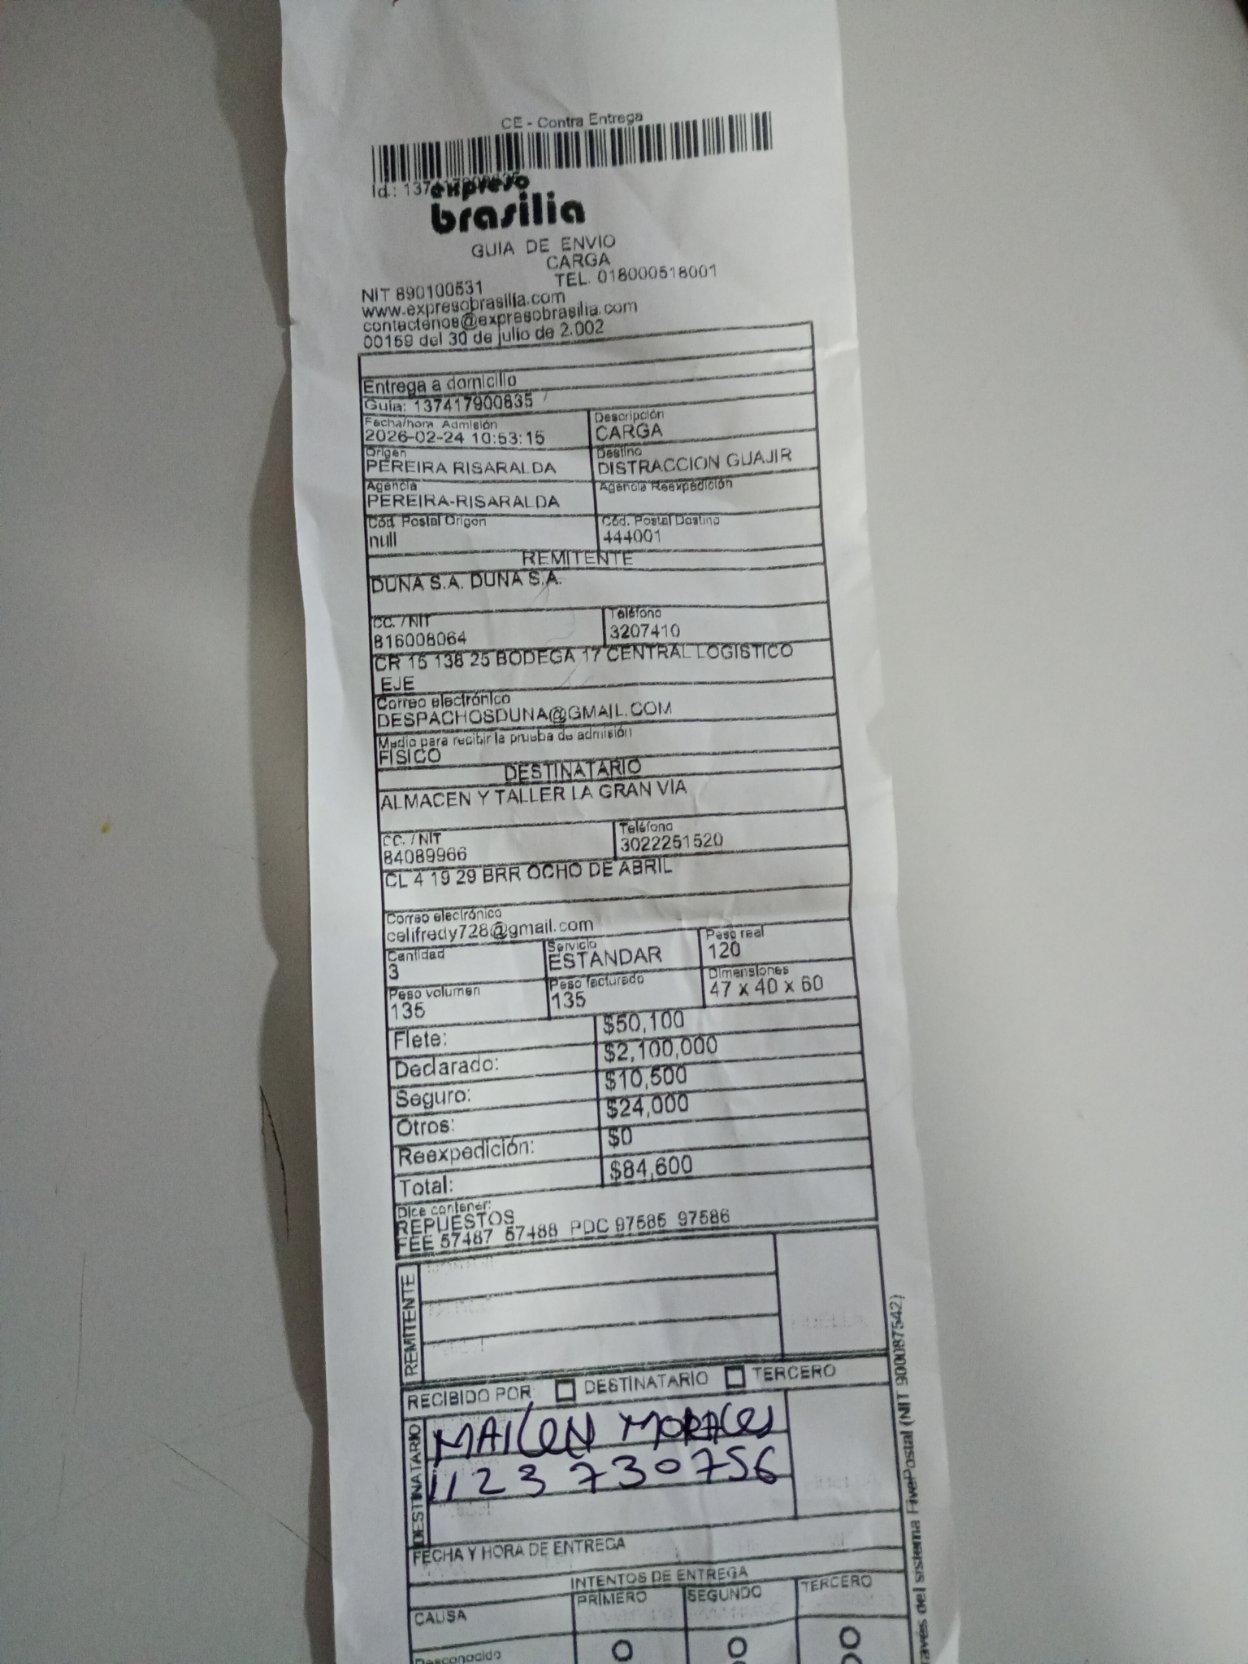 CE - Contra Entrega
Id.: 137
expreso
brasilia
GUIA DE ENVIO
CARGA
NIT 890100531 TEL. 018000518001
www.expresobrasilia.com
contactenos@expresobrasilia.com
00159 del 30 de julio de 2.002
Entrega a domicilio
Guia: 137417900835
Fecha/hora Admisión Descripción
2026-02-24 10:53:15 CARGA
Origen Destino
PEREIRA RISARALDA DISTRACCION GUAJIR
Agencia Agencia Reexpedición
PEREIRA-RISARALDA
Cód. Postal Origen Cód. Postal Destino
null 444001
REMITENTE
DUNA S.A. DUNA S.A.
CC. / NIT Teléfono
816008064 3207410
CR 15 138 25 BODEGA 17 CENTRAL LOGISTICO
EJE
Correo electrónico
DESPACHOSDUNA@GMAIL.COM
Medio para recibir la prueba de admisión
FISICO
DESTINATARIO
ALMACEN Y TALLER LA GRAN VIA
CC. / NIT Teléfono
84089966 3022251520
CL 4 19 29 BRR OCHO DE ABRIL
Correo electrónico
celifredy728@gmail.com
Cantidad Servicio Peso real
3 ESTANDAR 120
Peso volumen Peso facturado Dimensiones
135 135 47 x 40 x 60
Flete: $50,100
Declarado: $2,100,000
Seguro: $10,500
Otros: $24,000
Reexpedición: $0
Total: $84,600
Dice contener:
REPUESTOS
FEE 57487 57488 PDC 97585 97586
REMITENTE
RECIBIDO POR DESTINATARIO TERCERO
DESTINATARIO
MAILEN MORALES
1123730756
FECHA Y HORA DE ENTREGA
INTENTOS DE ENTREGA
CAUSA PRIMERO SEGUNDO TERCERO
Desconocido
través del sistema FivePostal (NIT 900087542)